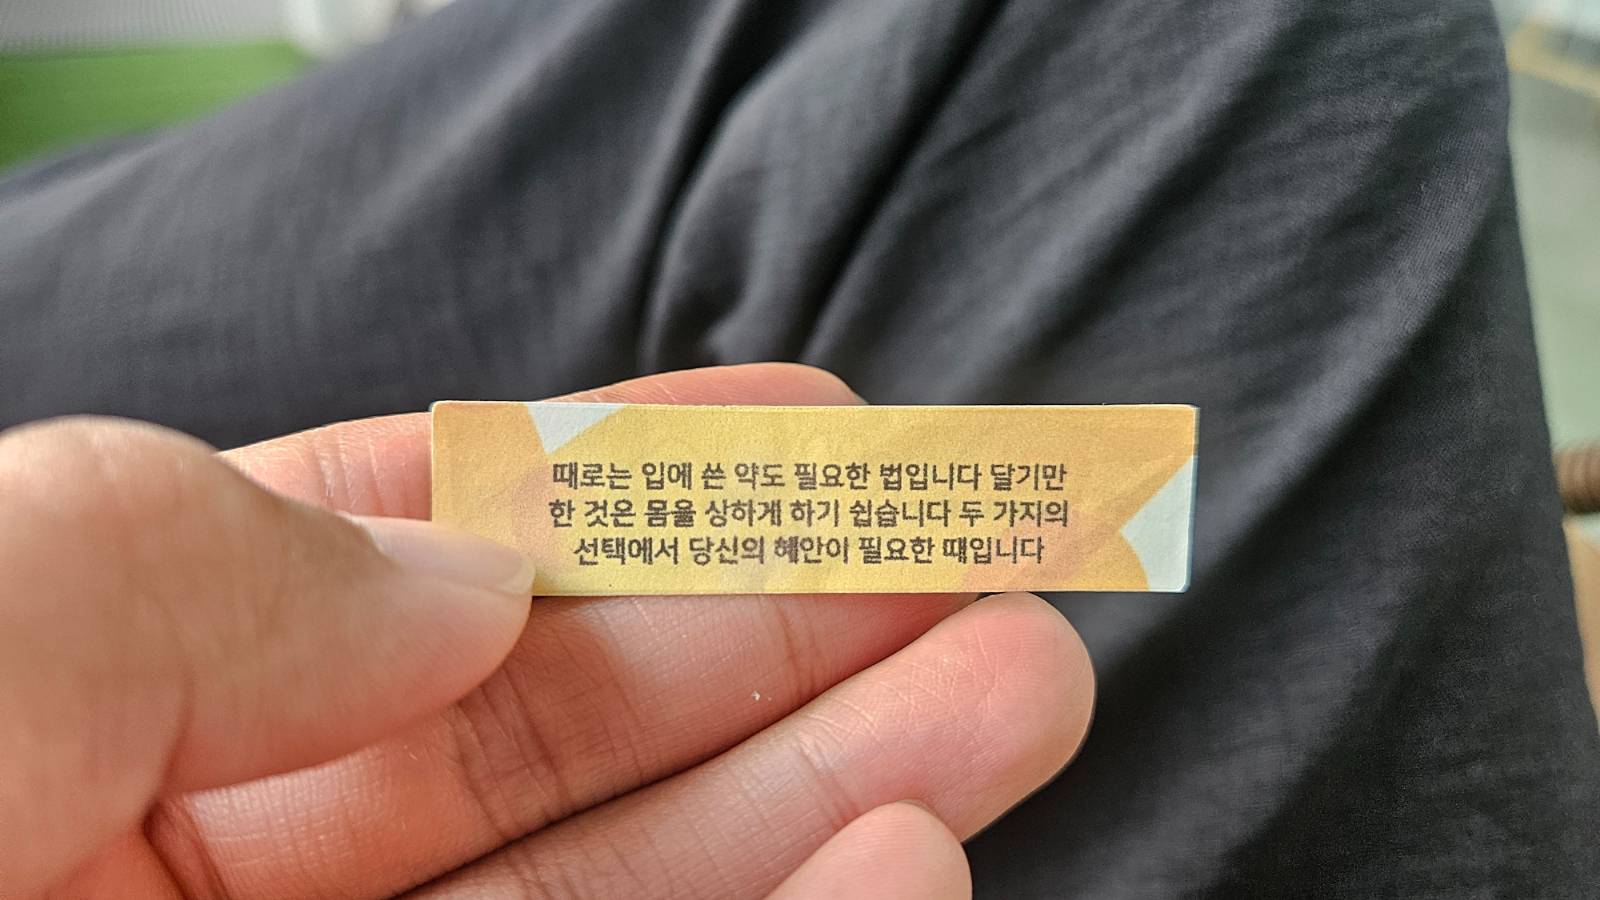 때로는 입에 쓴 약도 필요한 법입니다 달기만
한 것은 몸을 상하게 하기 쉽습니다 두 가지의
선택에서 당신의 혜안이 필요한 때입니다